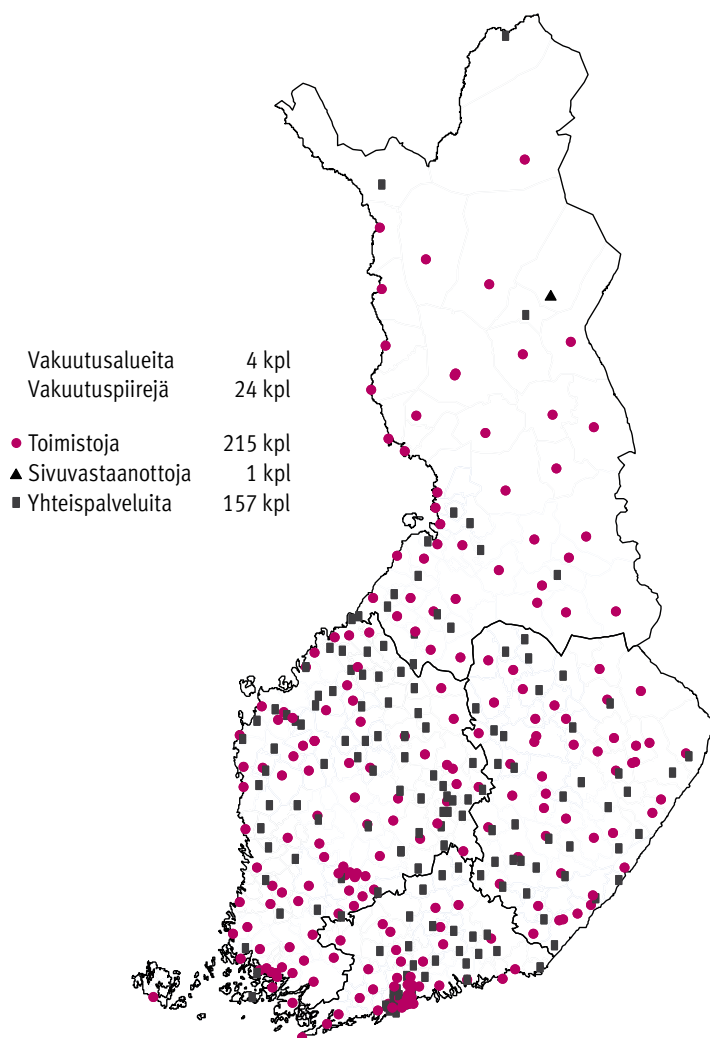 Vakuutusalueita 4 kpl
Vakuutuspiirejä 24 kpl
Toimistoja 215 kpl
Sivuvastaanottoja 1 kpl
Yhteispalveluita 157 kpl